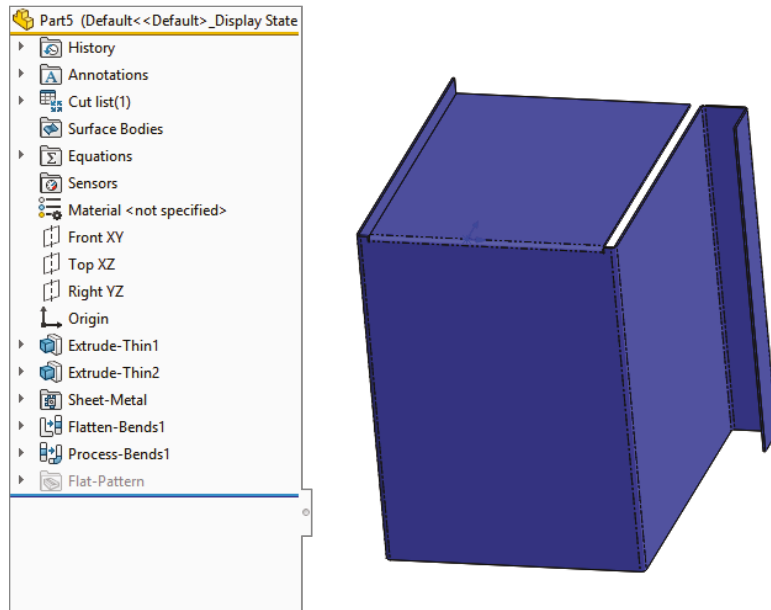 Part5 (Default<<Default>_Display State
History
Annotations
Cut list(1)
Surface Bodies
Equations
Sensors
Material <not specified>
Front XY
Top XZ
Right YZ
Origin
Extrude-Thin1
Extrude-Thin2
Sheet-Metal
Flatten-Bends1
Process-Bends1
Flat-Pattern